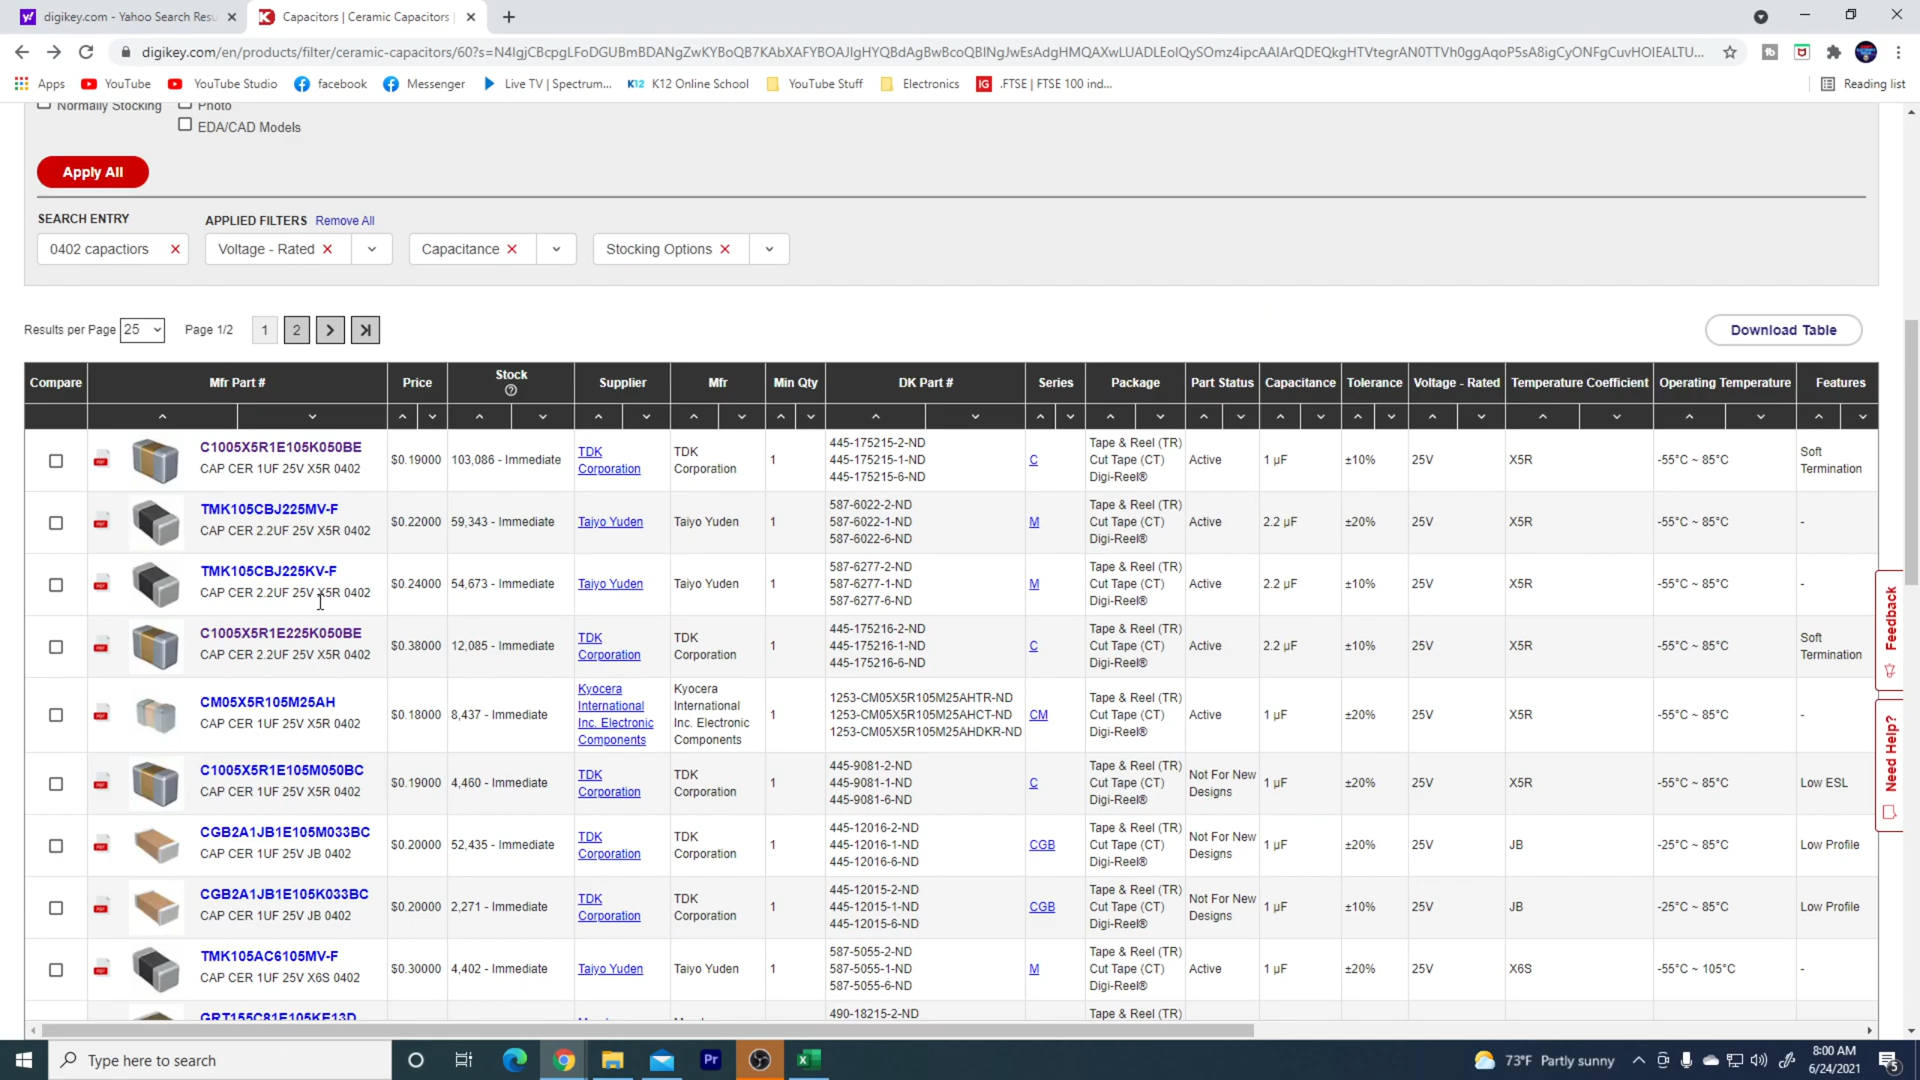 digikey.com - Yahoo Search Resu
Capacitors | Ceramic Capacitors
digikey.com/en/products/filter/ceramic-capacitors/60?s=
Apps
YouTube
YouTube Studio
facebook
Messenger
Live TV | Spectrum...
K12 K12 Online School
YouTube Stuff
Electronics
IG .FTSE | FTSE 100 ind...
Reading list
Normally Stocking
Photo
EDA/CAD Models
Apply All
SEARCH ENTRY
APPLIED FILTERS Remove All
0402 capactiors
Voltage - Rated
Capacitance
Stocking Options
Results per Page 25 Page 1/2 1 2
Download Table
Compare Mfr Part # Price Stock Supplier Mfr Min Qty DK Part # Series Package Part Status Capacitance Tolerance Voltage - Rated Temperature Coefficient Operating Temperature Features
C1005X5R1E105K050BE
CAP CER 1UF 25V X5R 0402
$0.19000 103,086 - Immediate
TDK
Corporation
TDK
Corporation
1
445-175215-2-ND
445-175215-1-ND
445-175215-6-ND
C
Tape & Reel (TR)
Cut Tape (CT)
Digi-Reel®
Active 1 µF ±10% 25V X5R -55°C ~ 85°C
Soft
Termination
TMK105CBJ225MV-F
CAP CER 2.2UF 25V X5R 0402
$0.22000 59,343 - Immediate Taiyo Yuden Taiyo Yuden 1
587-6022-2-ND
587-6022-1-ND
587-6022-6-ND
M
Tape & Reel (TR)
Cut Tape (CT)
Digi-Reel®
Active 2.2 µF ±20% 25V X5R -55°C ~ 85°C -
TMK105CBJ225KV-F
CAP CER 2.2UF 25V X5R 0402
$0.24000 54,673 - Immediate Taiyo Yuden Taiyo Yuden 1
587-6277-2-ND
587-6277-1-ND
587-6277-6-ND
M
Tape & Reel (TR)
Cut Tape (CT)
Digi-Reel®
Active 2.2 µF ±10% 25V X5R -55°C ~ 85°C -
C1005X5R1E225K050BE
CAP CER 2.2UF 25V X5R 0402
$0.38000 12,085 - Immediate
TDK
Corporation
TDK
Corporation
1
445-175216-2-ND
445-175216-1-ND
445-175216-6-ND
C
Tape & Reel (TR)
Cut Tape (CT)
Digi-Reel®
Active 2.2 µF ±10% 25V X5R -55°C ~ 85°C
Soft
Termination
CM05X5R105M25AH
CAP CER 1UF 25V X5R 0402
$0.18000 8,437 - Immediate
Kyocera
International
Inc. Electronic
Components
Kyocera
International
Inc. Electronic
Components
1
1253-CM05X5R105M25AHTR-ND
1253-CM05X5R105M25AHCT-ND
1253-CM05X5R105M25AHDKR-ND
CM
Tape & Reel (TR)
Cut Tape (CT)
Digi-Reel®
Active 1 µF ±20% 25V X5R -55°C ~ 85°C -
C1005X5R1E105M050BC
CAP CER 1UF 25V X5R 0402
$0.19000 4,460 - Immediate
TDK
Corporation
TDK
Corporation
1
445-9081-2-ND
445-9081-1-ND
445-9081-6-ND
C
Tape & Reel (TR)
Cut Tape (CT)
Digi-Reel®
Not For New
Designs
1 µF ±20% 25V X5R -55°C ~ 85°C Low ESL
CGB2A1JB1E105M033BC
CAP CER 1UF 25V JB 0402
$0.20000 52,435 - Immediate
TDK
Corporation
TDK
Corporation
1
445-12016-2-ND
445-12016-1-ND
445-12016-6-ND
CGB
Tape & Reel (TR)
Cut Tape (CT)
Digi-Reel®
Not For New
Designs
1 µF ±20% 25V JB -25°C ~ 85°C Low Profile
CGB2A1JB1E105K033BC
CAP CER 1UF 25V JB 0402
$0.20000 2,271 - Immediate
TDK
Corporation
TDK
Corporation
1
445-12015-2-ND
445-12015-1-ND
445-12015-6-ND
CGB
Tape & Reel (TR)
Cut Tape (CT)
Digi-Reel®
Not For New
Designs
1 µF ±10% 25V JB -25°C ~ 85°C Low Profile
TMK105AC6105MV-F
CAP CER 1UF 25V X6S 0402
$0.30000 4,402 - Immediate Taiyo Yuden Taiyo Yuden 1
587-5055-2-ND
587-5055-1-ND
587-5055-6-ND
M
Tape & Reel (TR)
Cut Tape (CT)
Digi-Reel®
Active 1 µF ±20% 25V X6S -55°C ~ 105°C -
GRT155C81E105KE13D
490-18215-2-ND
Tape & Reel (TR)
Feedback
Need Help?
Type here to search
Pr
73°F Partly sunny
8:00 AM
6/24/2021
5